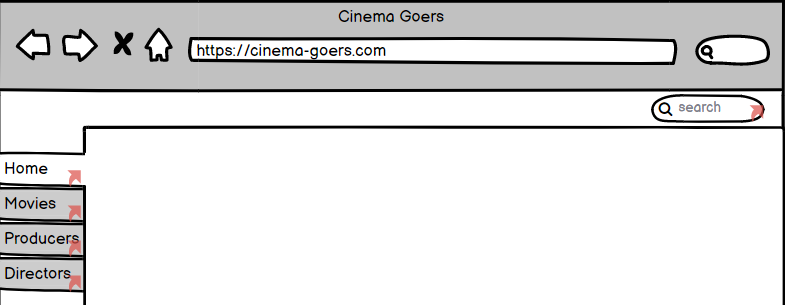 Cinema Goers
https://cinema-goers.com
search
Home
Movies
Producers
Directors